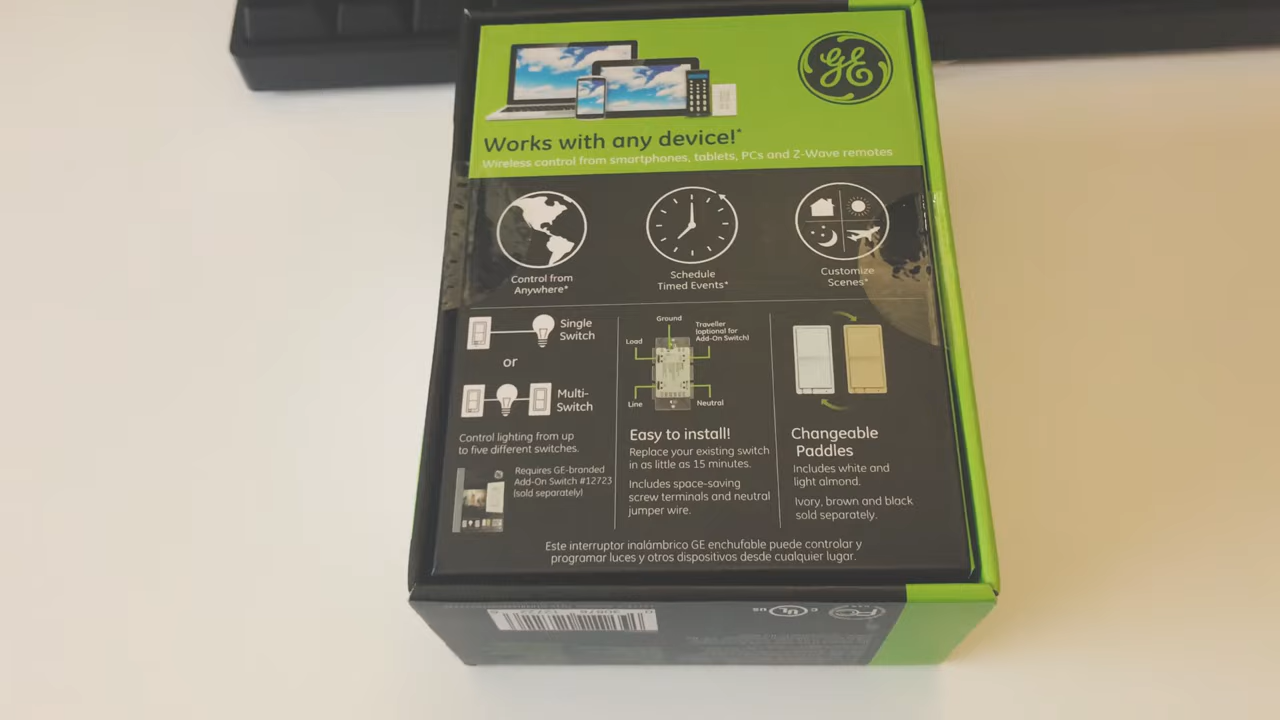 GE
Works with any device!*
Wireless control from smartphones, tablets, PCs and Z-Wave remotes
Control from
Anywhere*
Schedule
Timed Events*
Customize
Scenes*
Single
Switch
or
Multi-
Switch
Control lighting from up
to five different switches.
Requires GE-branded
Add-On Switch #12723
(sold separately)
Ground
Traveller
(optional for
Add-On Switch)
Load
Line
Neutral
Easy to install!
Replace your existing switch
in as little as 15 minutes.
Includes space-saving
screw terminals and neutral
jumper wire.
Changeable
Paddles
Includes white and
light almond.
Ivory, brown and black
sold separately.
Este interruptor inalámbrico GE enchufable puede controlar y
programar luces y otros dispositivos desde cualquier lugar.
C UL US
FC